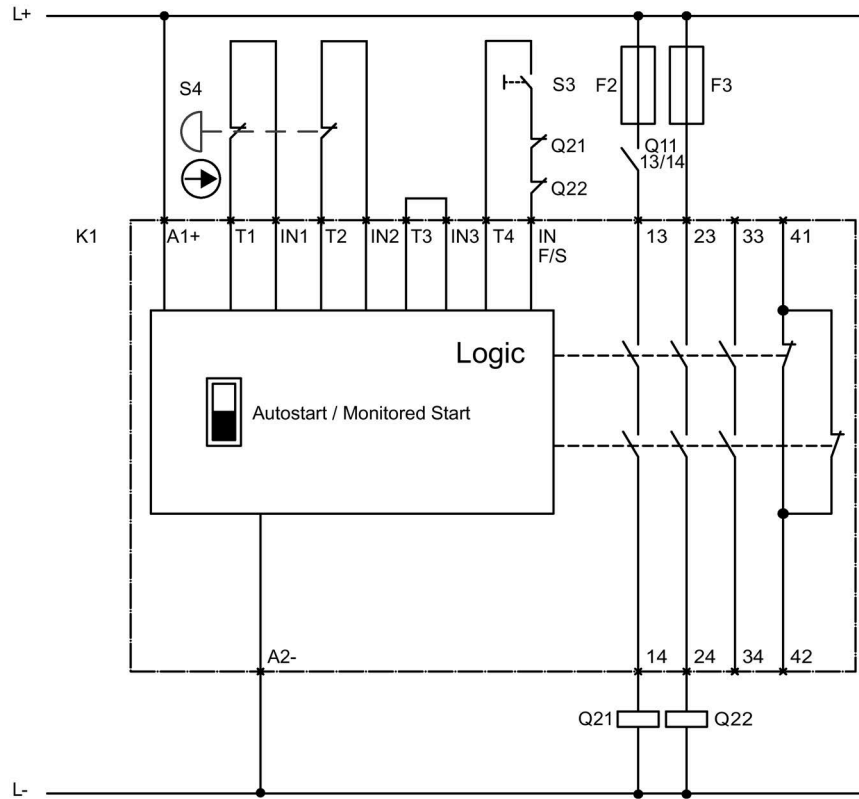 L+
S4
S3
F2
F3
Q11
13/14
Q21
Q22
K1
A1+
T1
IN1
T2
IN2
T3
IN3
T4
IN
F/S
13
23
33
41
Logic
Autostart / Monitored Start
A2-
14
24
34
42
Q21
Q22
L-